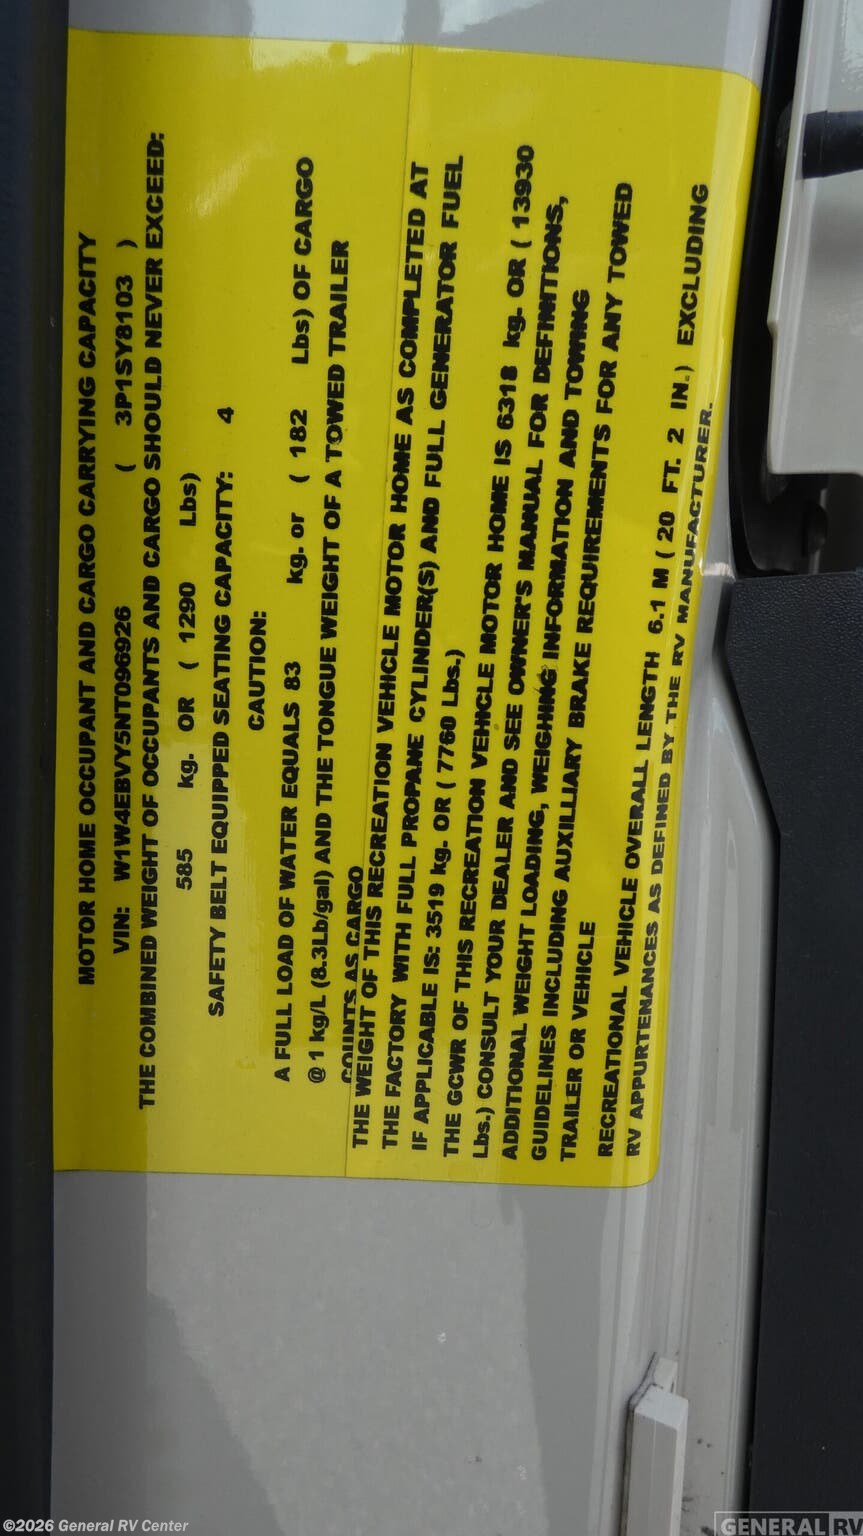 MOTOR HOME OCCUPANT AND CARGO CARRYING CAPACITY
VIN: W1W4EBVY5NT096926 ( 3P1SY8103 )
THE COMBINED WEIGHT OF OCCUPANTS AND CARGO SHOULD NEVER EXCEED:
585 kg. OR ( 1290 Lbs)
SAFETY BELT EQUIPPED SEATING CAPACITY: 4
CAUTION:
A FULL LOAD OF WATER EQUALS 83 kg. or ( 182 Lbs) OF CARGO
@ 1 kg/L (8.3Lb/gal) AND THE TONGUE WEIGHT OF A TOWED TRAILER
COUNTS AS CARGO
THE WEIGHT OF THIS RECREATION VEHICLE MOTOR HOME AS COMPLETED AT
THE FACTORY WITH FULL PROPANE CYLINDER(S) AND FULL GENERATOR FUEL
IF APPLICABLE IS: 3519 kg. OR ( 7760 Lbs.)
THE GCWR OF THIS RECREATION VEHICLE MOTOR HOME IS 6318 kg. OR ( 13930
Lbs.) CONSULT YOUR DEALER AND SEE OWNER'S MANUAL FOR DEFINITIONS,
ADDITIONAL WEIGHT LOADING, WEIGHING INFORMATION AND TOWING
GUIDELINES INCLUDING AUXILLIARY BRAKE REQUIREMENTS FOR ANY TOWED
TRAILER OR VEHICLE
RECREATIONAL VEHICLE OVERALL LENGTH 6.1 M ( 20 FT. 2 IN.) EXCLUDING
RV APPURTENANCES AS DEFINED BY THE RV MANUFACTURER.
©2026 General RV Center
GENERAL RV